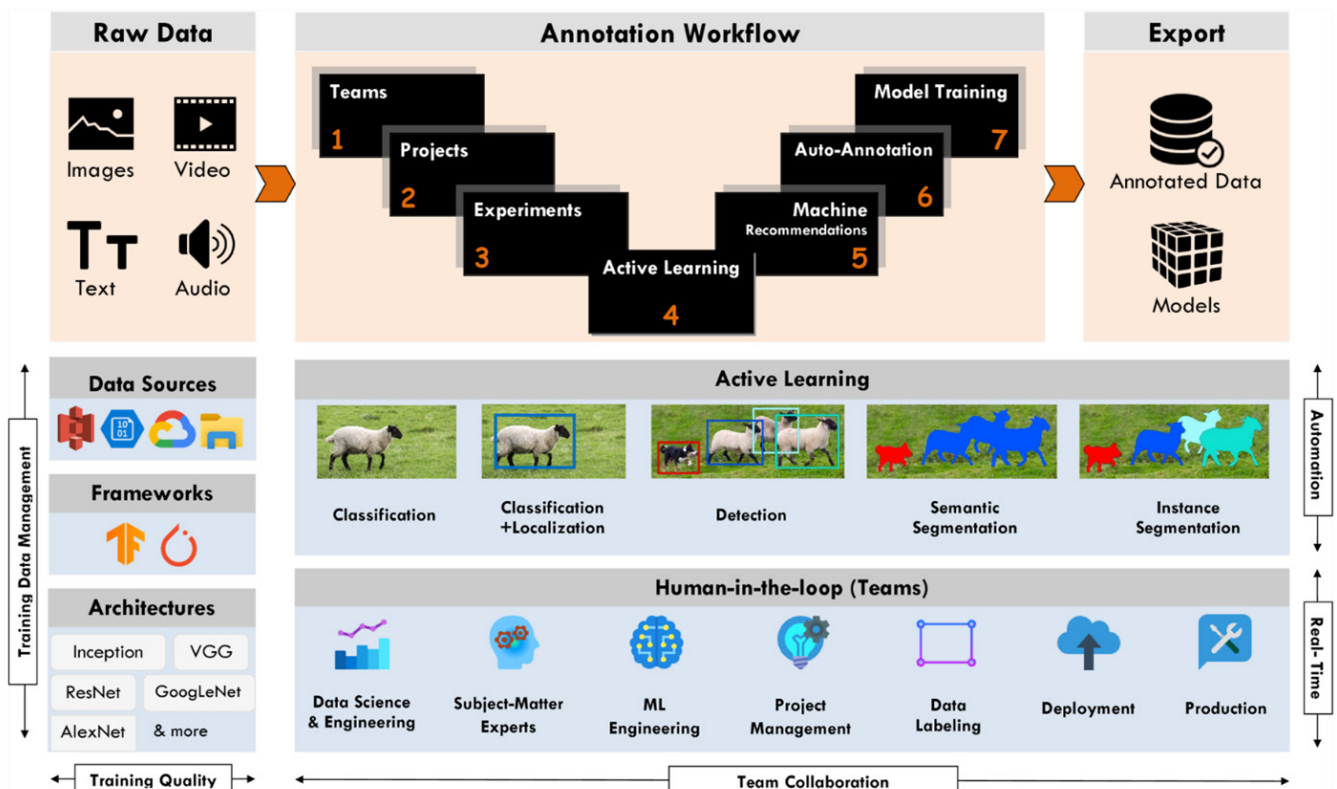 Raw Data
Images
Video
Text
Audio
Annotation Workflow
Teams
1
Projects
2
Experiments
3
Active Learning
4
Machine
Recommendations
5
Auto-Annotation
6
Model Training
7
Export
Annotated Data
Models
Training Data Management
Data Sources
10
01
Frameworks
Architectures
Inception
VGG
ResNet
GoogLeNet
AlexNet
& more
Training Quality
Active Learning
Classification
Classification
+Localization
Detection
Semantic
Segmentation
Instance
Segmentation
Automation
Human-in-the-loop (Teams)
Data Science
& Engineering
Subject-Matter
Experts
ML
Engineering
Project
Management
Data
Labeling
Deployment
Production
Real- Time
Team Collaboration